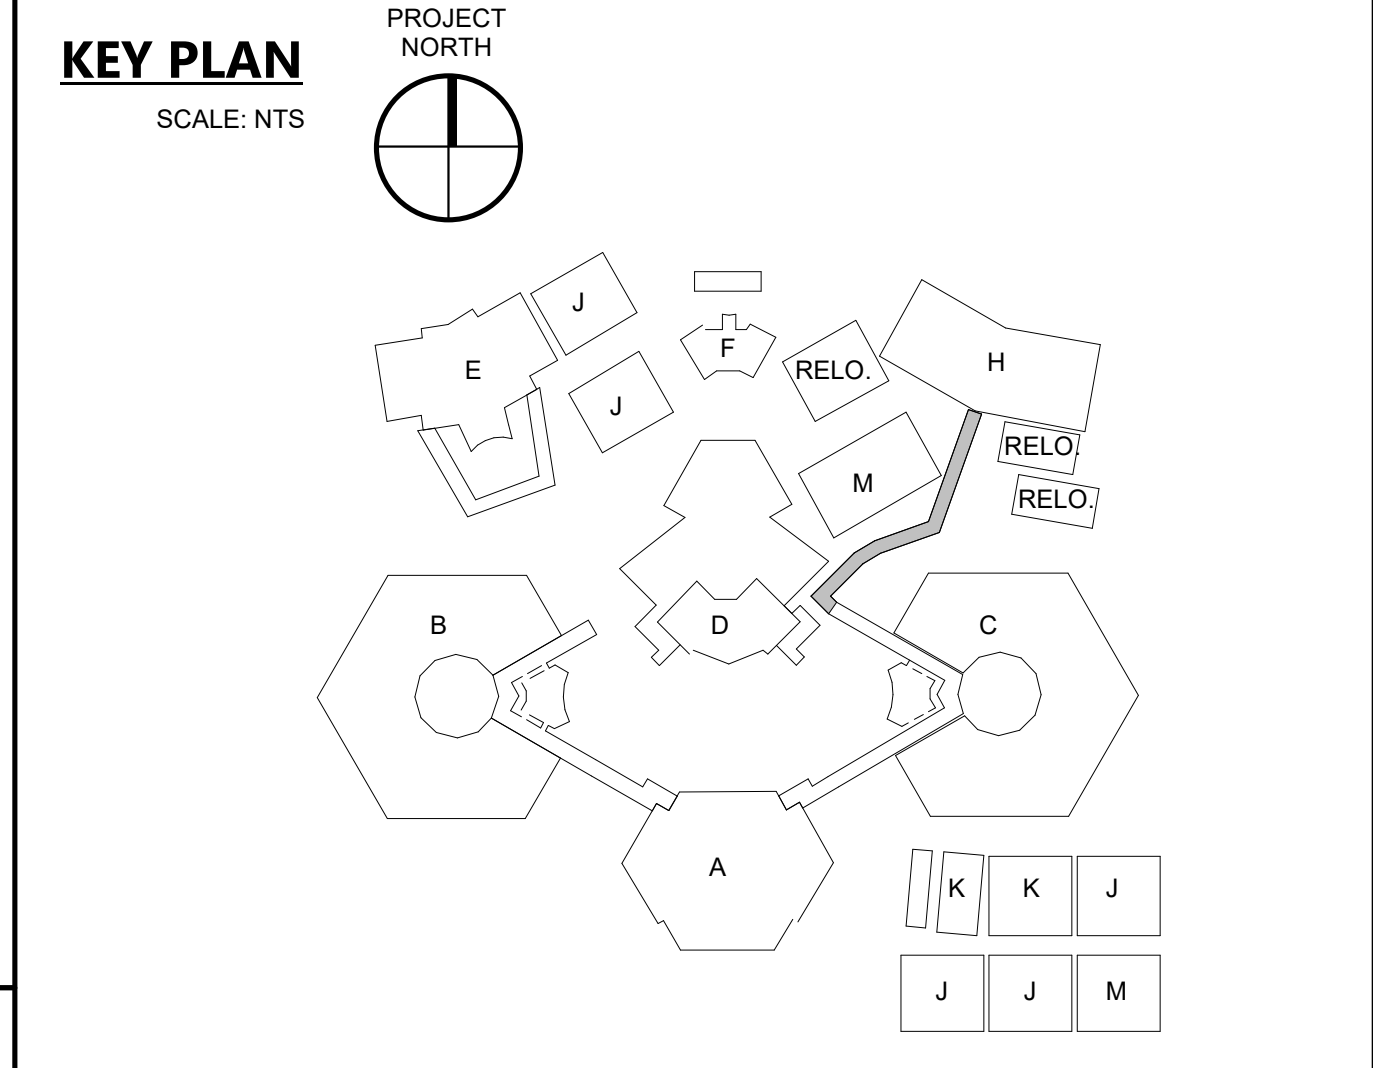 PROJECT
NORTH
KEY PLAN
SCALE: NTS
J
F
E
RELO.
H
J
RELO.
M
RELO.
B
D
C
A
K
K
J
J
J
M